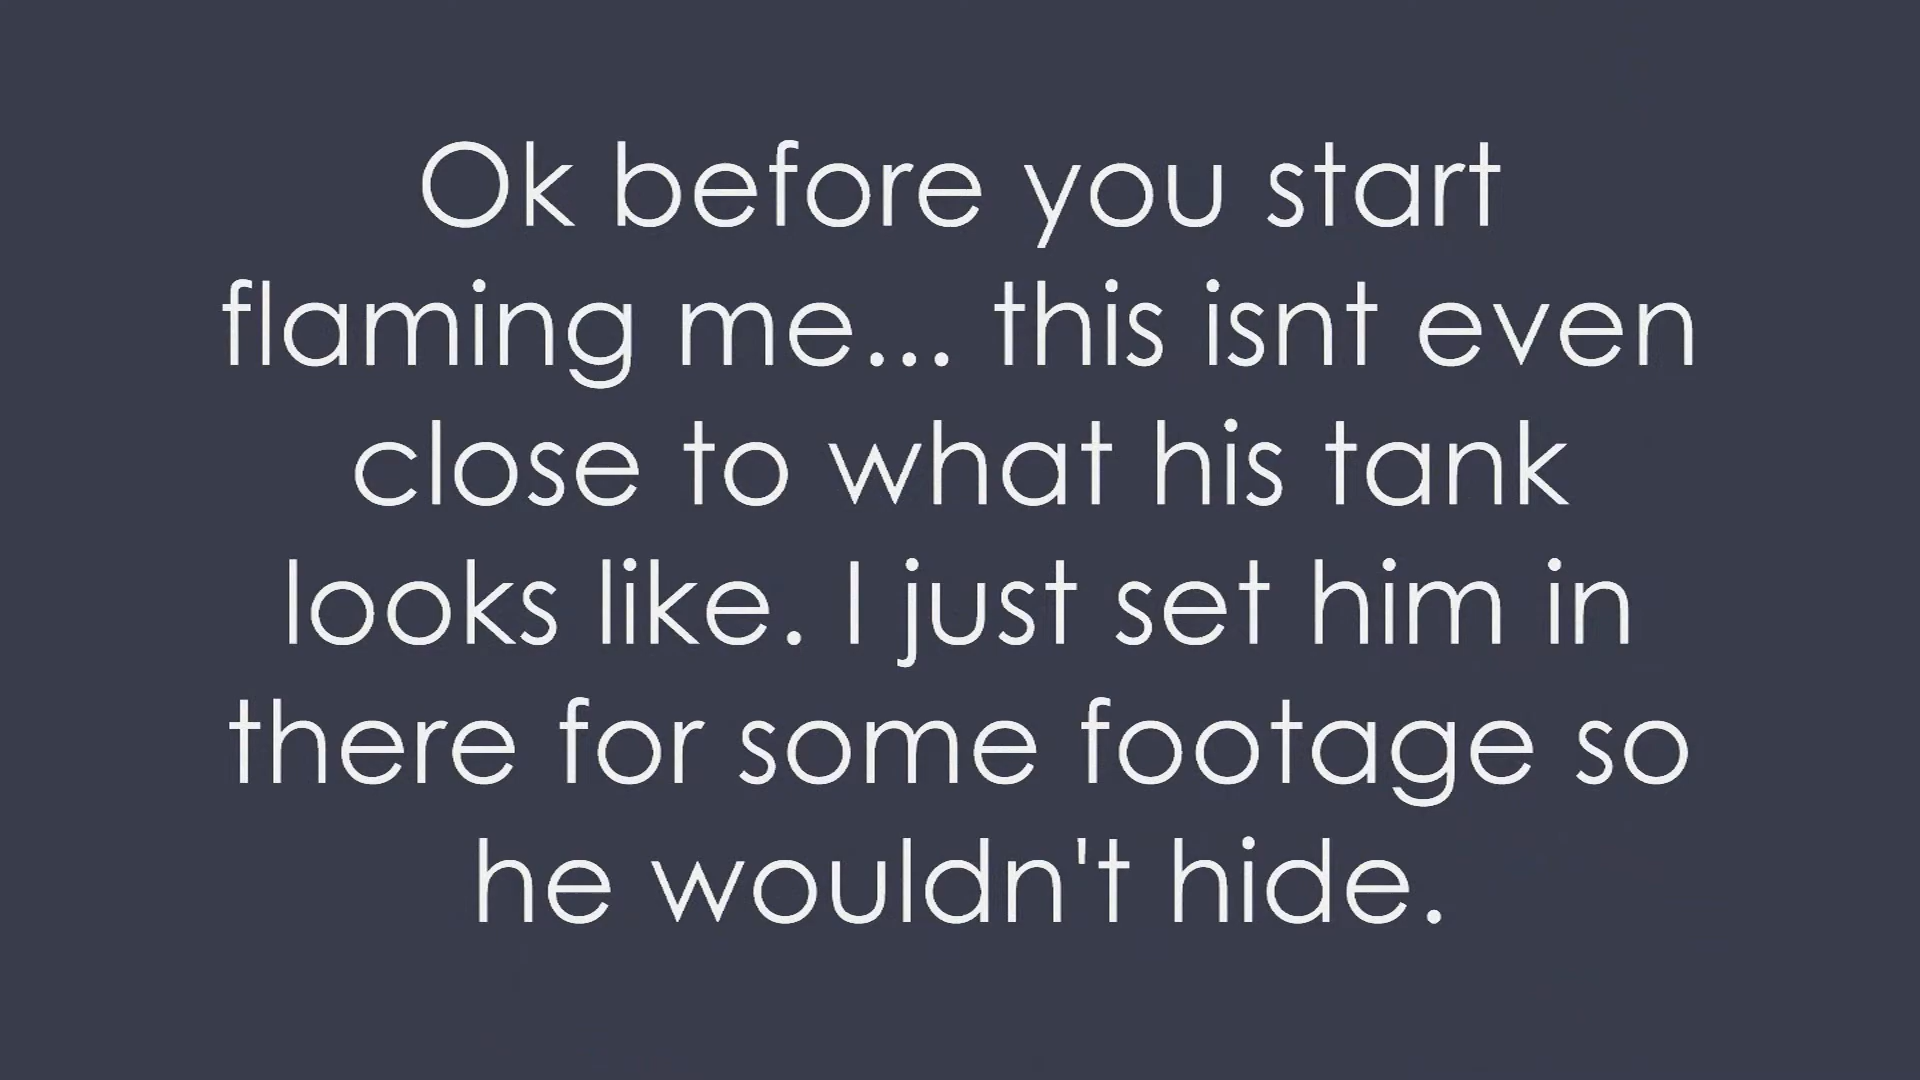 Ok before you start
flaming me... this isnt even
close to what his tank
looks like. I just set him in
there for some footage so
he wouldn't hide.